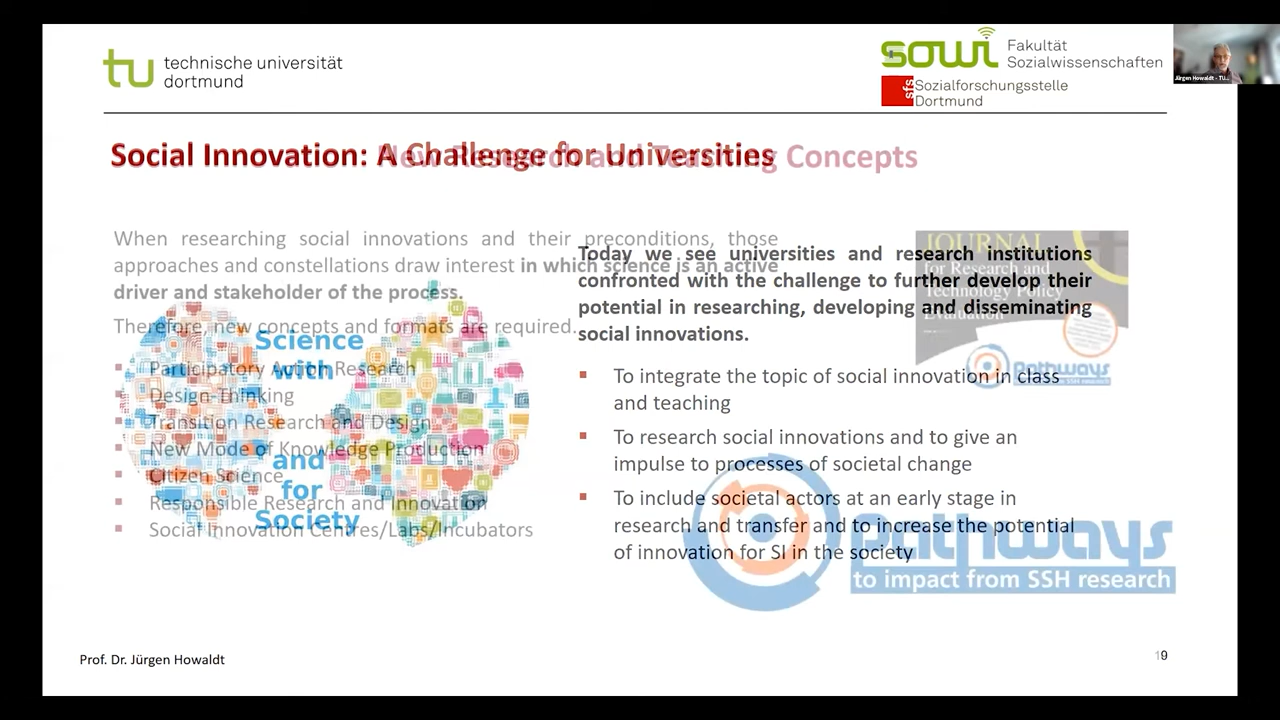 technische universität
dortmund
sowi
Fakultät
Sozialwissenschaften
sfs
Sozialforschungsstelle
Dortmund
Jürgen Howaldt - TU...
Social Innovation: A Challenge for Universities
New Research and Teaching Concepts
When researching social innovations and their preconditions, those
approaches and constellations draw interest in which science is an active
driver and stakeholder of the process.
Therefore, new concepts and formats are required.
▪ Participatory Action Research
▪ Design-Thinking
▪ Transition Research and Design
▪ New Mode of Knowledge Production
▪ Citizen Science
▪ Responsible Research and Innovation
▪ Social Innovation Centres/Labs/Incubators
Science
with
and
for
Society
Today we see universities and research institutions
confronted with the challenge to further develop their
potential in researching, developing and disseminating
social innovations.
▪ To integrate the topic of social innovation in class
and teaching
▪ To research social innovations and to give an
impulse to processes of societal change
▪ To include societal actors at an early stage in
research and transfer and to increase the potential
of innovation for SI in the society
JOURNAL
for Research and
Technology Policy
Evaluation
Pathways
Pathways
to impact from SSH research
Prof. Dr. Jürgen Howaldt